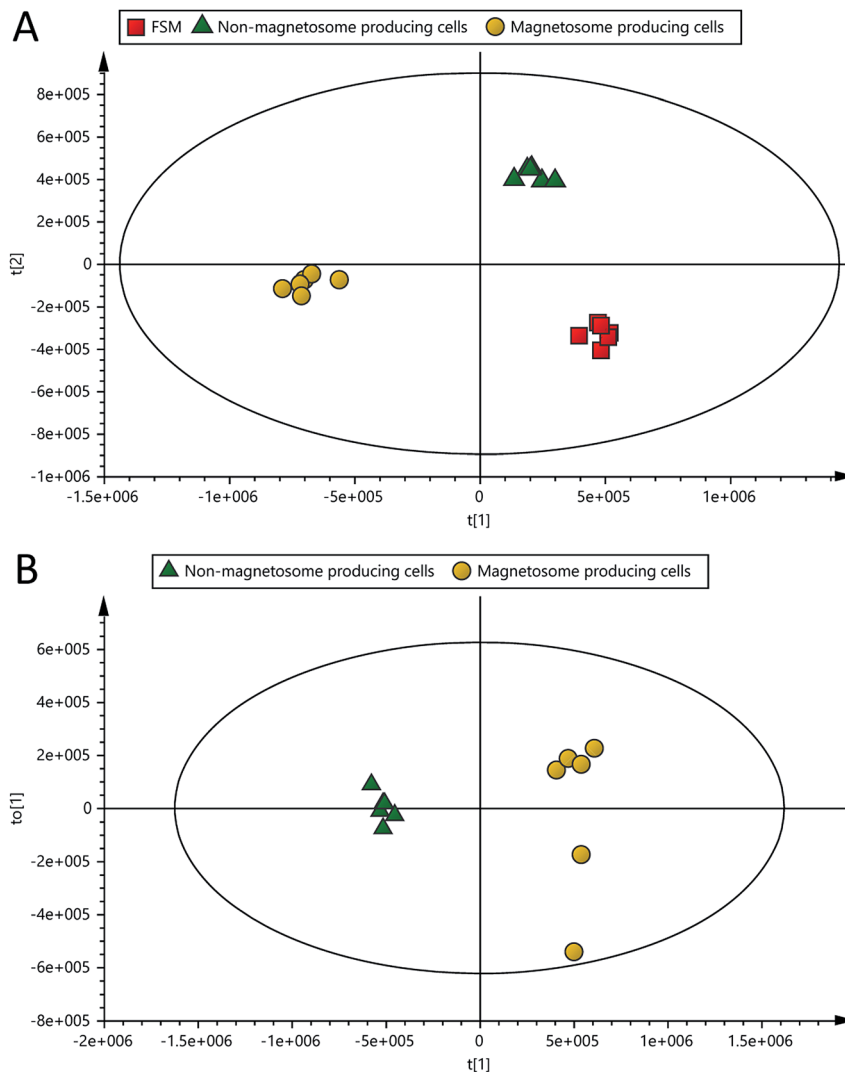 A
FSM Non-magnetosome producing cells Magnetosome producing cells
8e+005
6e+005
4e+005
2e+005
0
-2e+005
-4e+005
-6e+005
-8e+005
-1e+006
t[2]
-1.5e+006 -1e+006 -5e+005 0 5e+005 1e+006
t[1]
B
Non-magnetosome producing cells Magnetosome producing cells
6e+005
4e+005
2e+005
0
-2e+005
-4e+005
-6e+005
-8e+005
to[1]
-2e+006 -1.5e+006 -1e+006 -5e+005 0 5e+005 1e+006 1.5e+006
t[1]